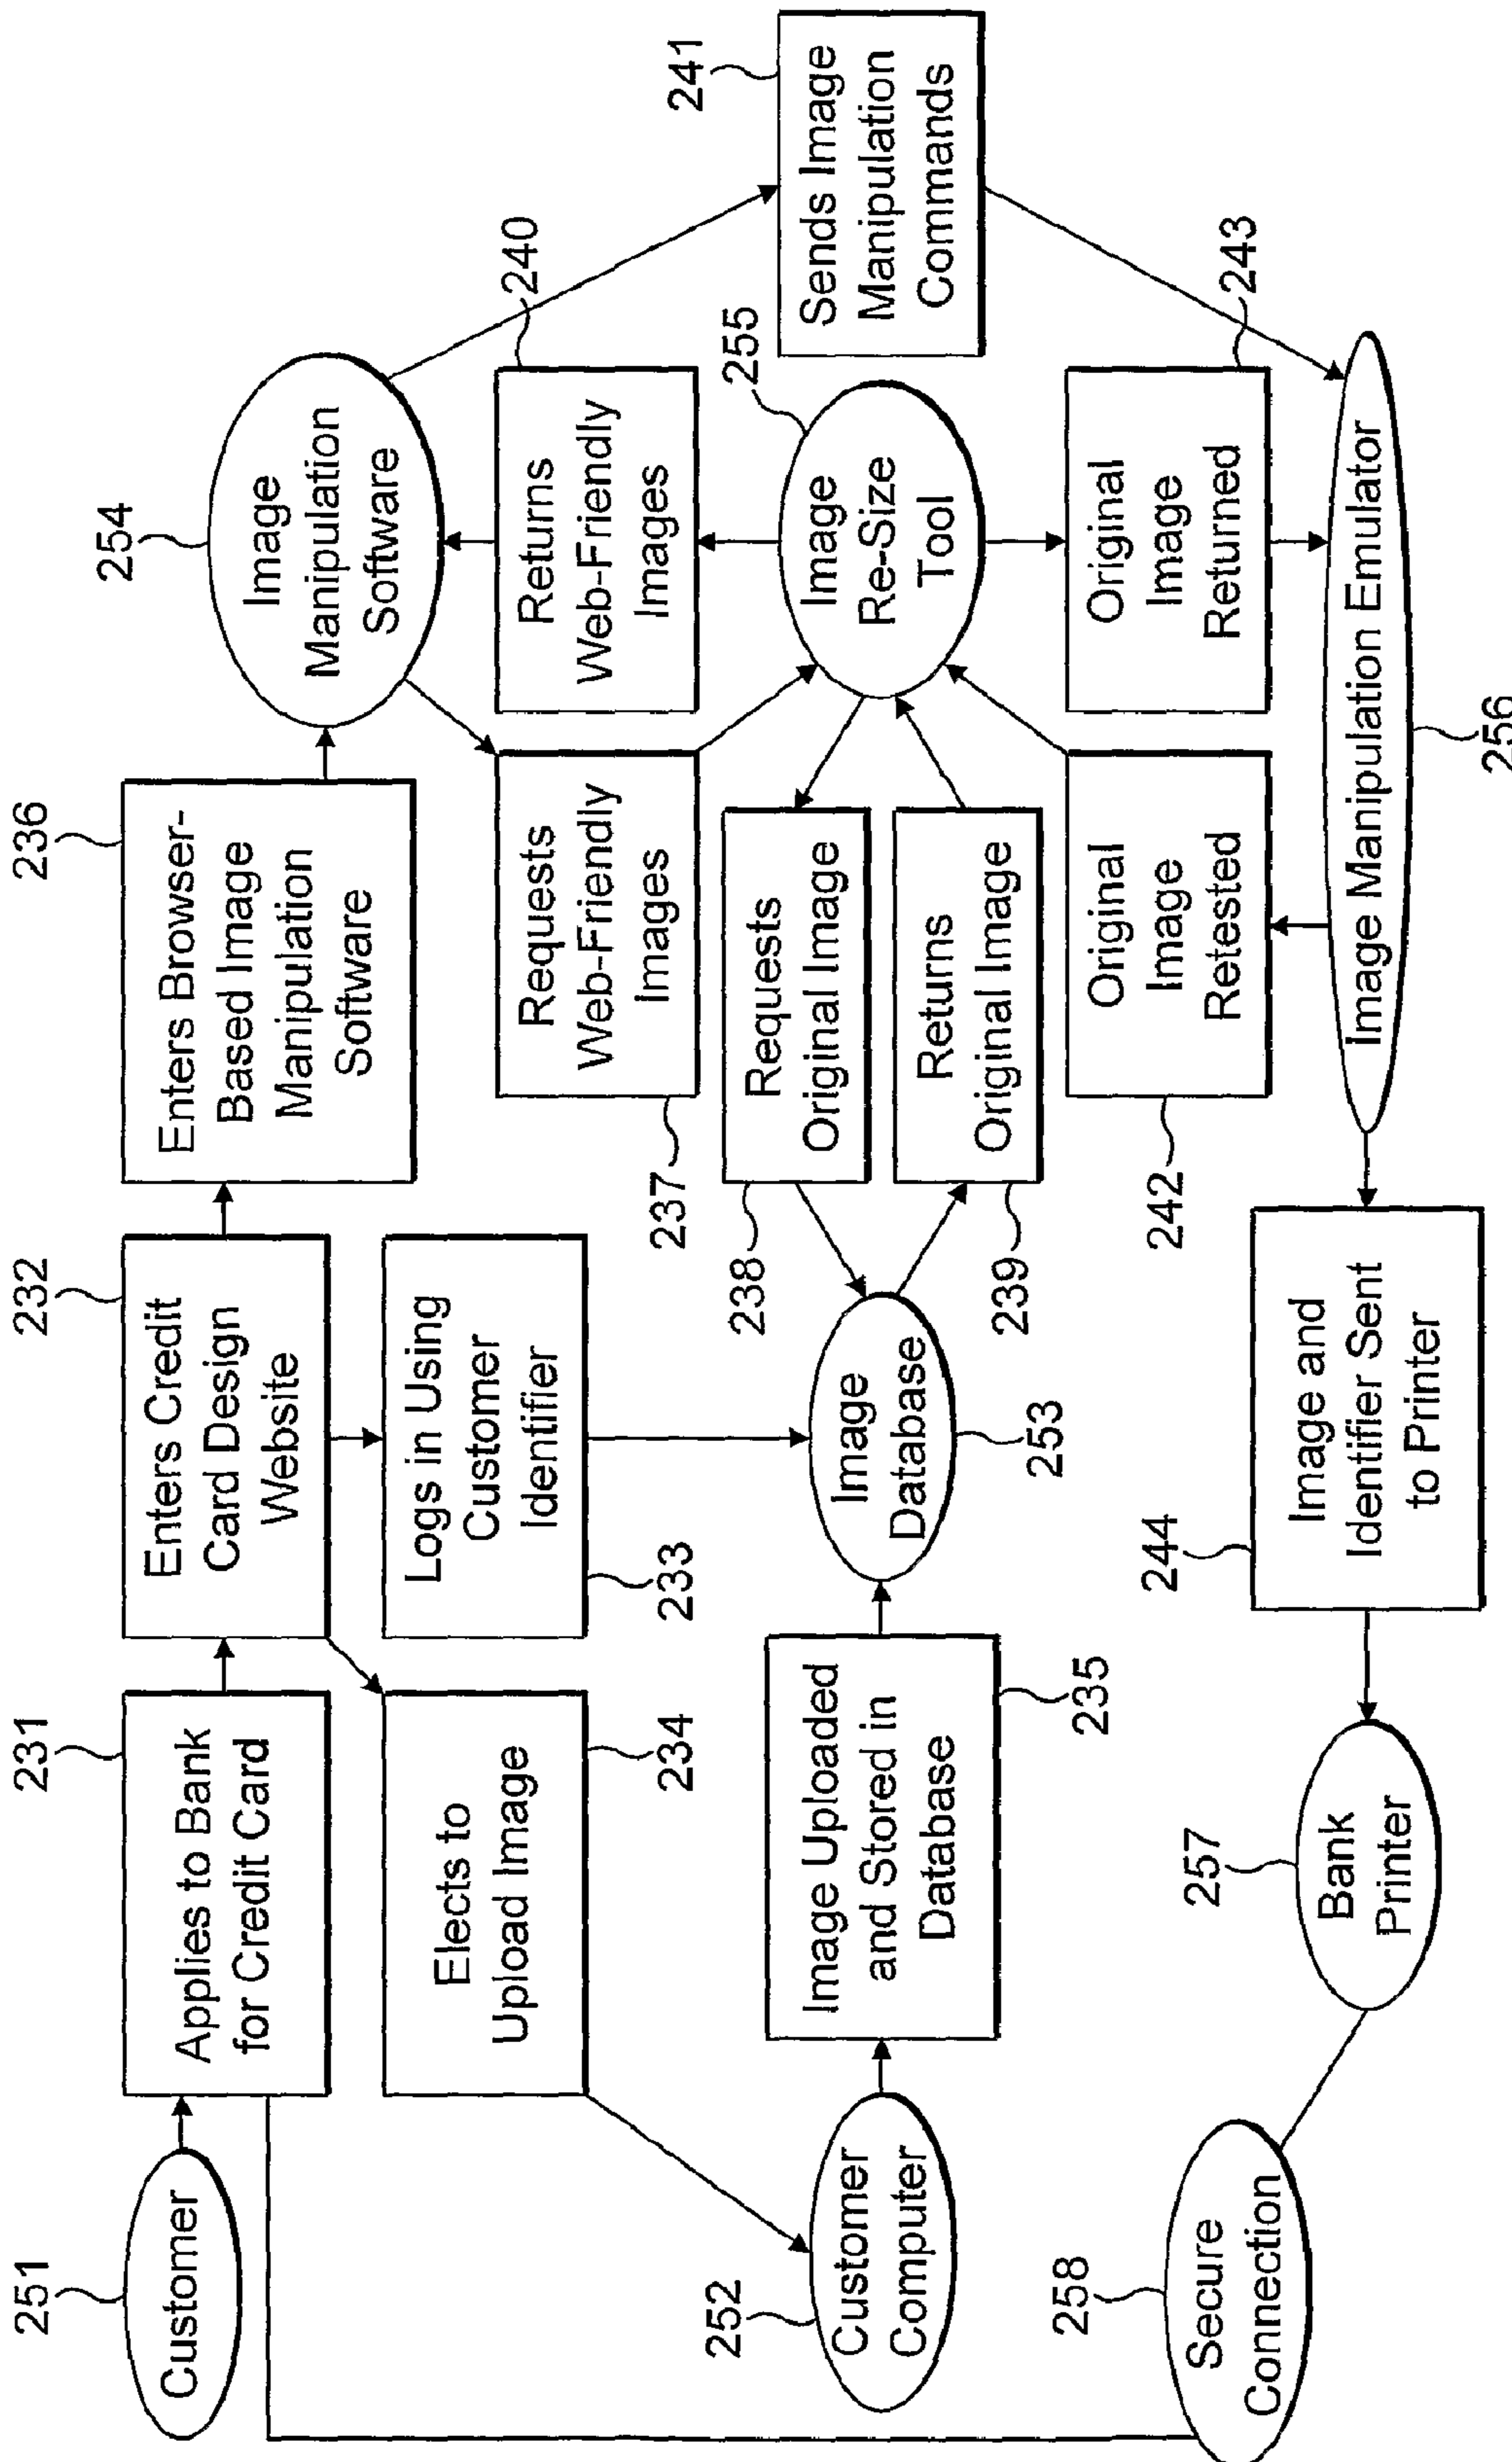 251
Customer
231
Applies to Bank
for Credit Card
232
Enters Credit
Card Design
Website
236
Enters Browser-
Based Image
Manipulation
Software
254
Image
Manipulation
Software
234
Elects to
Upload Image
233
Logs in Using
Customer
Identifier
237
Requests
Web-Friendly
Images
240
Returns
Web-Friendly
Images
241
Sends Image
Manipulation
Commands
252
Customer
Computer
235
Image Uploaded
and Stored in
Database
253
Image
Database
238
Requests
Original Image
239
Returns
Original Image
255
Image
Re-Size
Tool
242
Original
Image
Retested
243
Original
Image
Returned
258
Secure
Connection
257
Bank
Printer
244
Image and
Identifier Sent
to Printer
Image Manipulation Emulator
256